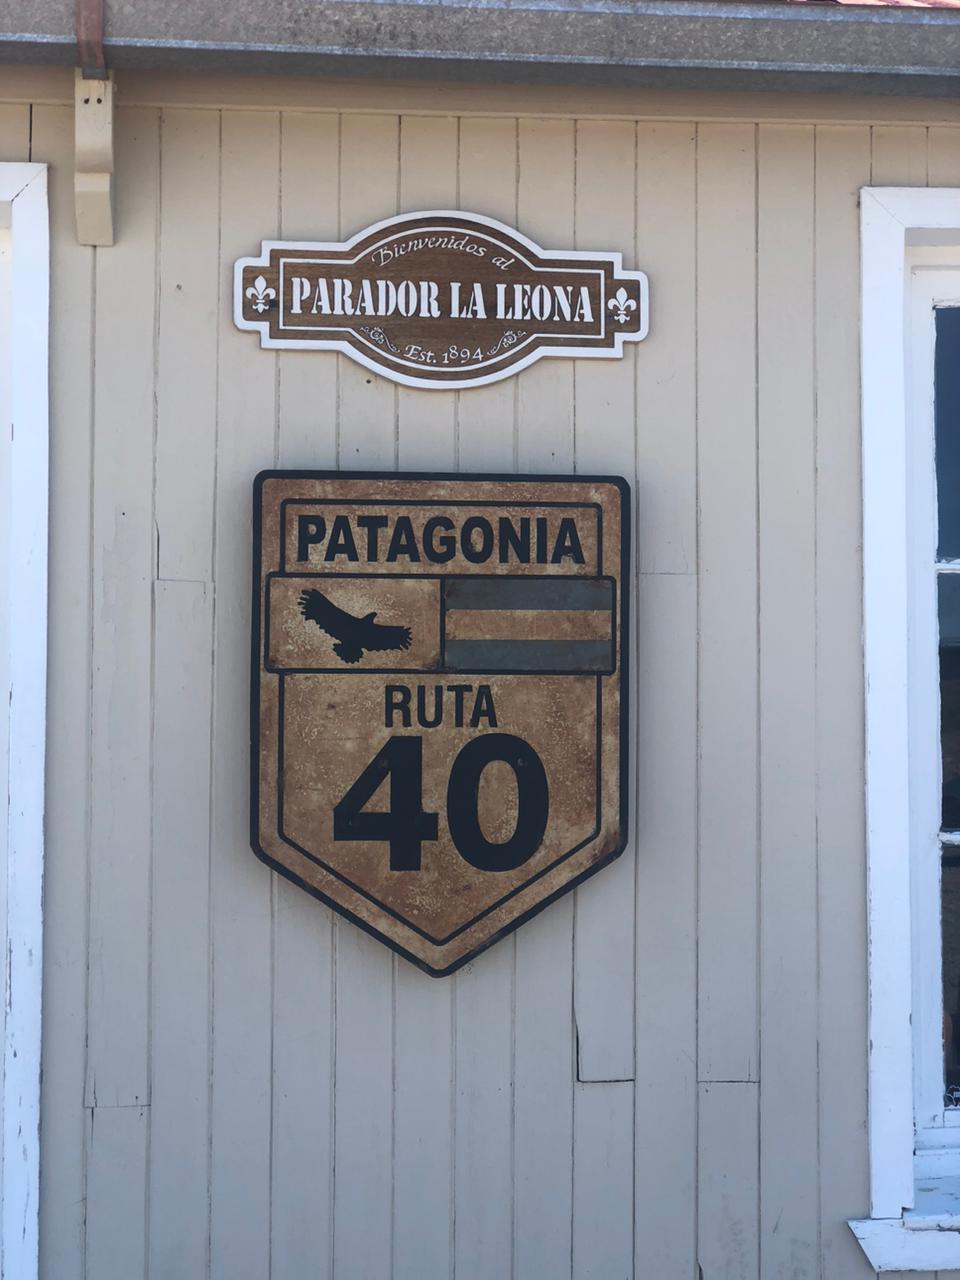 Bienvenidos al
PARADOR LA LEONA
Est. 1894
PATAGONIA
RUTA
40